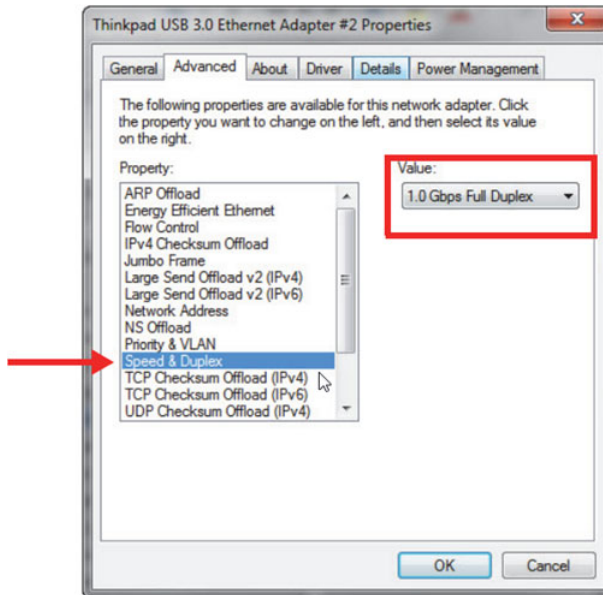 Thinkpad USB 3.0 Ethernet Adapter #2 Properties
General Advanced About Driver Details Power Management
The following properties are available for this network adapter. Click
the property you want to change on the left, and then select its value
on the right.
Property:
Value:
1.0 Gbps Full Duplex
ARP Offload
Energy Efficient Ethernet
Flow Control
IPv4 Checksum Offload
Jumbo Frame
Large Send Offload v2 (IPv4)
Large Send Offload v2 (IPv6)
Network Address
NS Offload
Priority & VLAN
Speed & Duplex
TCP Checksum Offload (IPv4)
TCP Checksum Offload (IPv6)
UDP Checksum Offload (IPv4)
OK Cancel